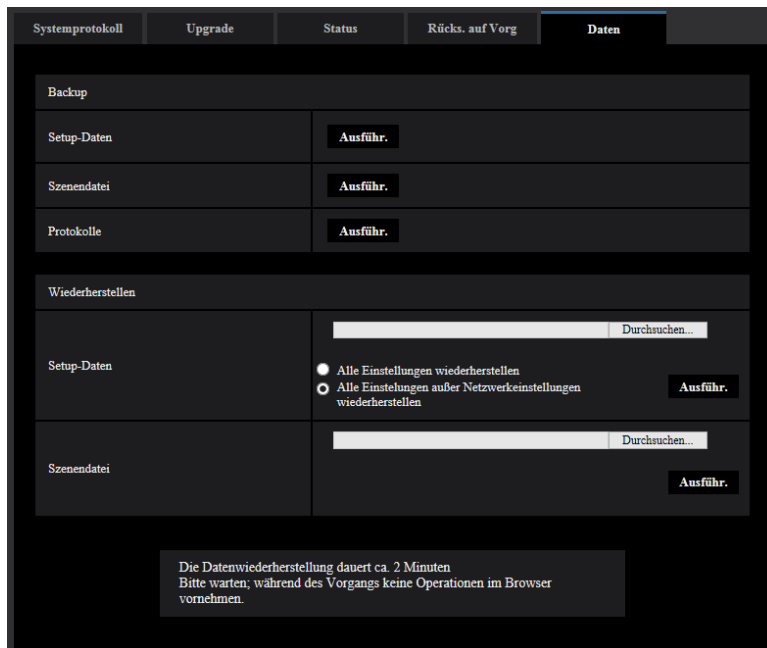 Systemprotokoll Upgrade Status Rücks. auf Vorg Daten
Backup
Setup-Daten Ausführ.
Szenendatei Ausführ.
Protokolle Ausführ.
Wiederherstellen
Durchsuchen...
Setup-Daten
Alle Einstellungen wiederherstellen
Alle Einstelungen außer Netzwerkeinstellungen
wiederherstellen
Ausführ.
Durchsuchen...
Szenendatei
Ausführ.
Die Datenwiederherstellung dauert ca. 2 Minuten
Bitte warten; während des Vorgangs keine Operationen im Browser
vornehmen.